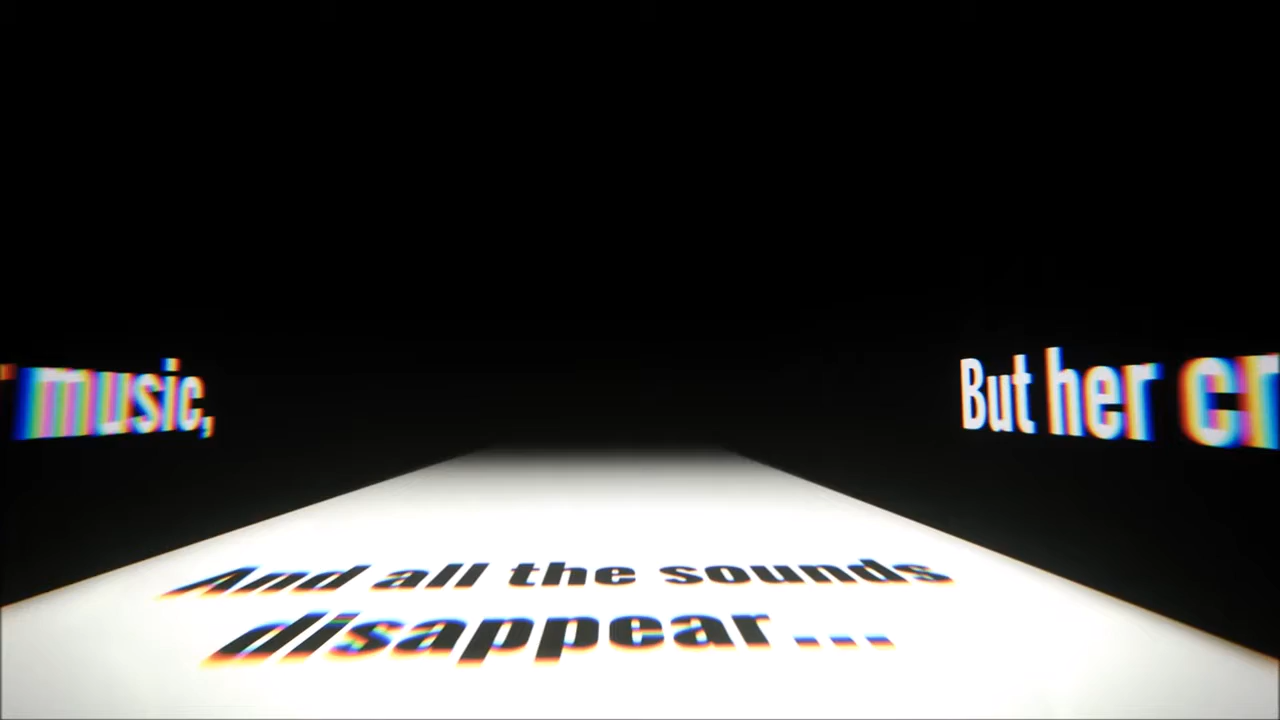 music,
But her
And all the sounds
disappear...